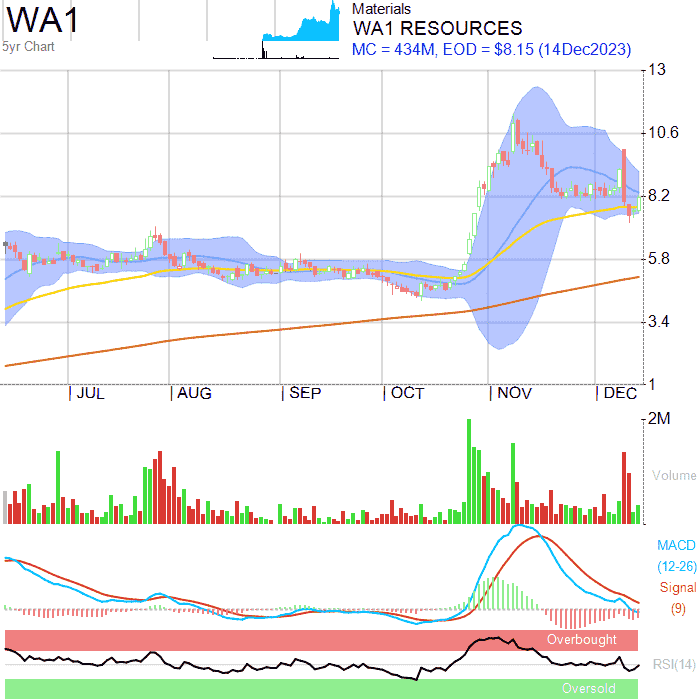 WA1
5yr Chart
Materials
WA1 RESOURCES
MC = 434M, EOD = $8.15 (14Dec2023)
13
10.6
8.2
5.8
3.4
1
JUL AUG SEP OCT NOV DEC
2M
Volume
MACD
(12-26)
Signal
(9)
Overbought
RSI(14)
Oversold